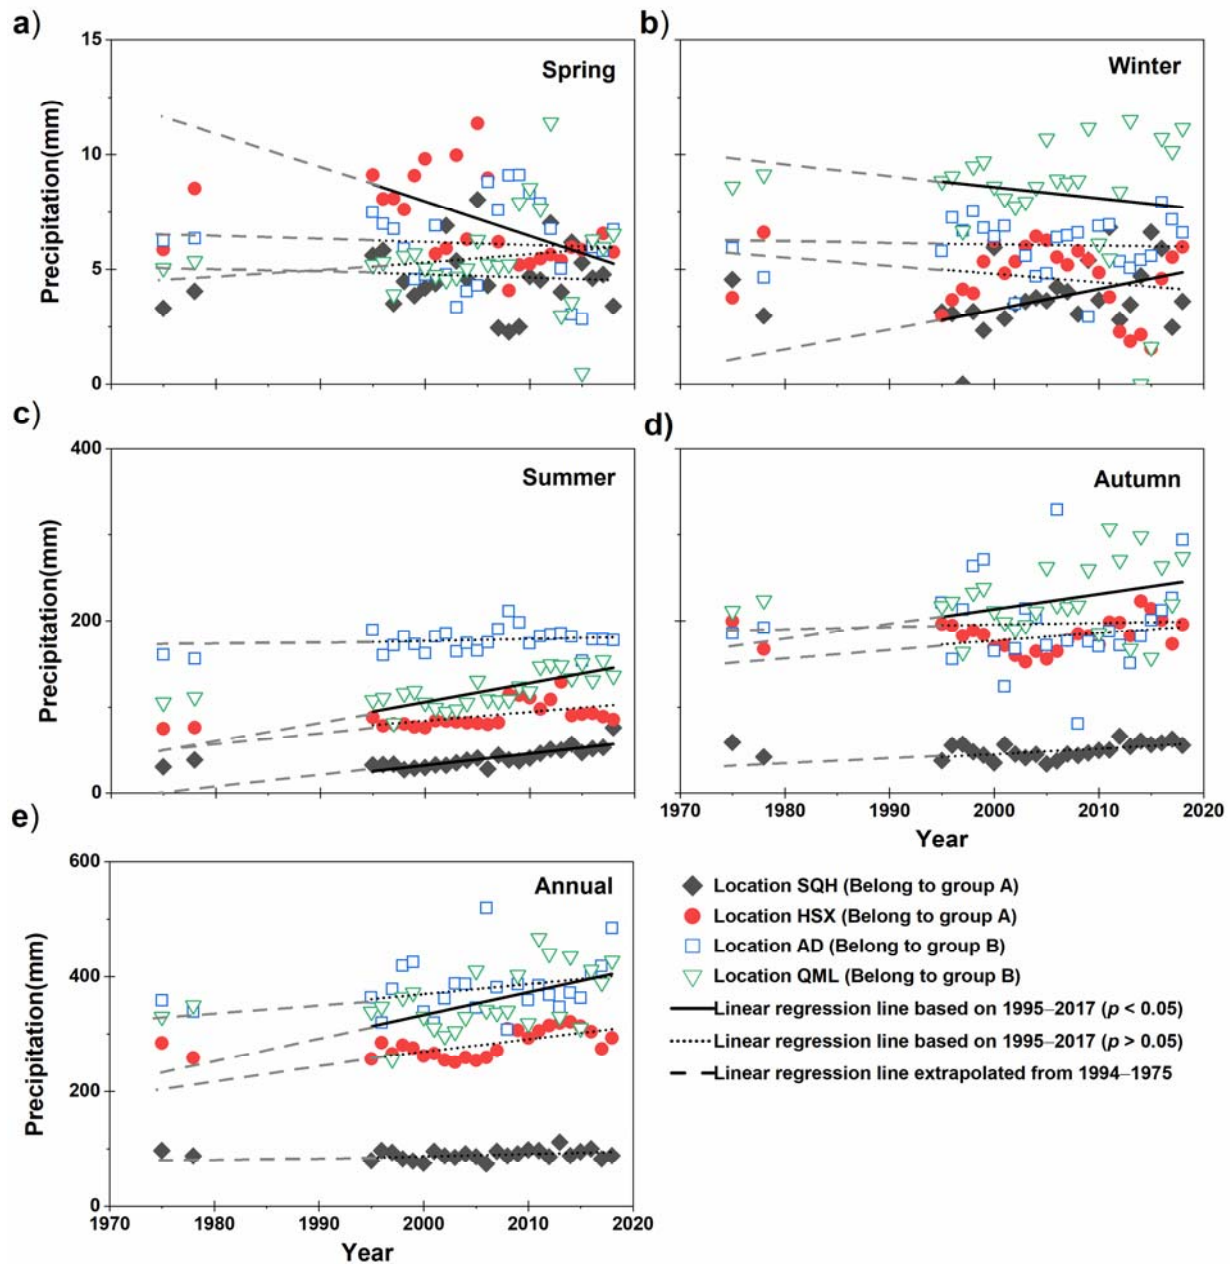 a)
b)
15
Spring
Winter
10
5
0
Precipitation(mm)
c)
d)
400
Summer
Autumn
200
0
Precipitation(mm)
1970 1980 1990 2000 2010 2020
Year
e)
600
Annual
400
200
0
Precipitation(mm)
1970 1980 1990 2000 2010 2020
Year
Location SQH (Belong to group A)
Location HSX (Belong to group A)
Location AD (Belong to group B)
Location QML (Belong to group B)
Linear regression line based on 1995–2017 (p < 0.05)
Linear regression line based on 1995–2017 (p > 0.05)
Linear regression line extrapolated from 1994–1975